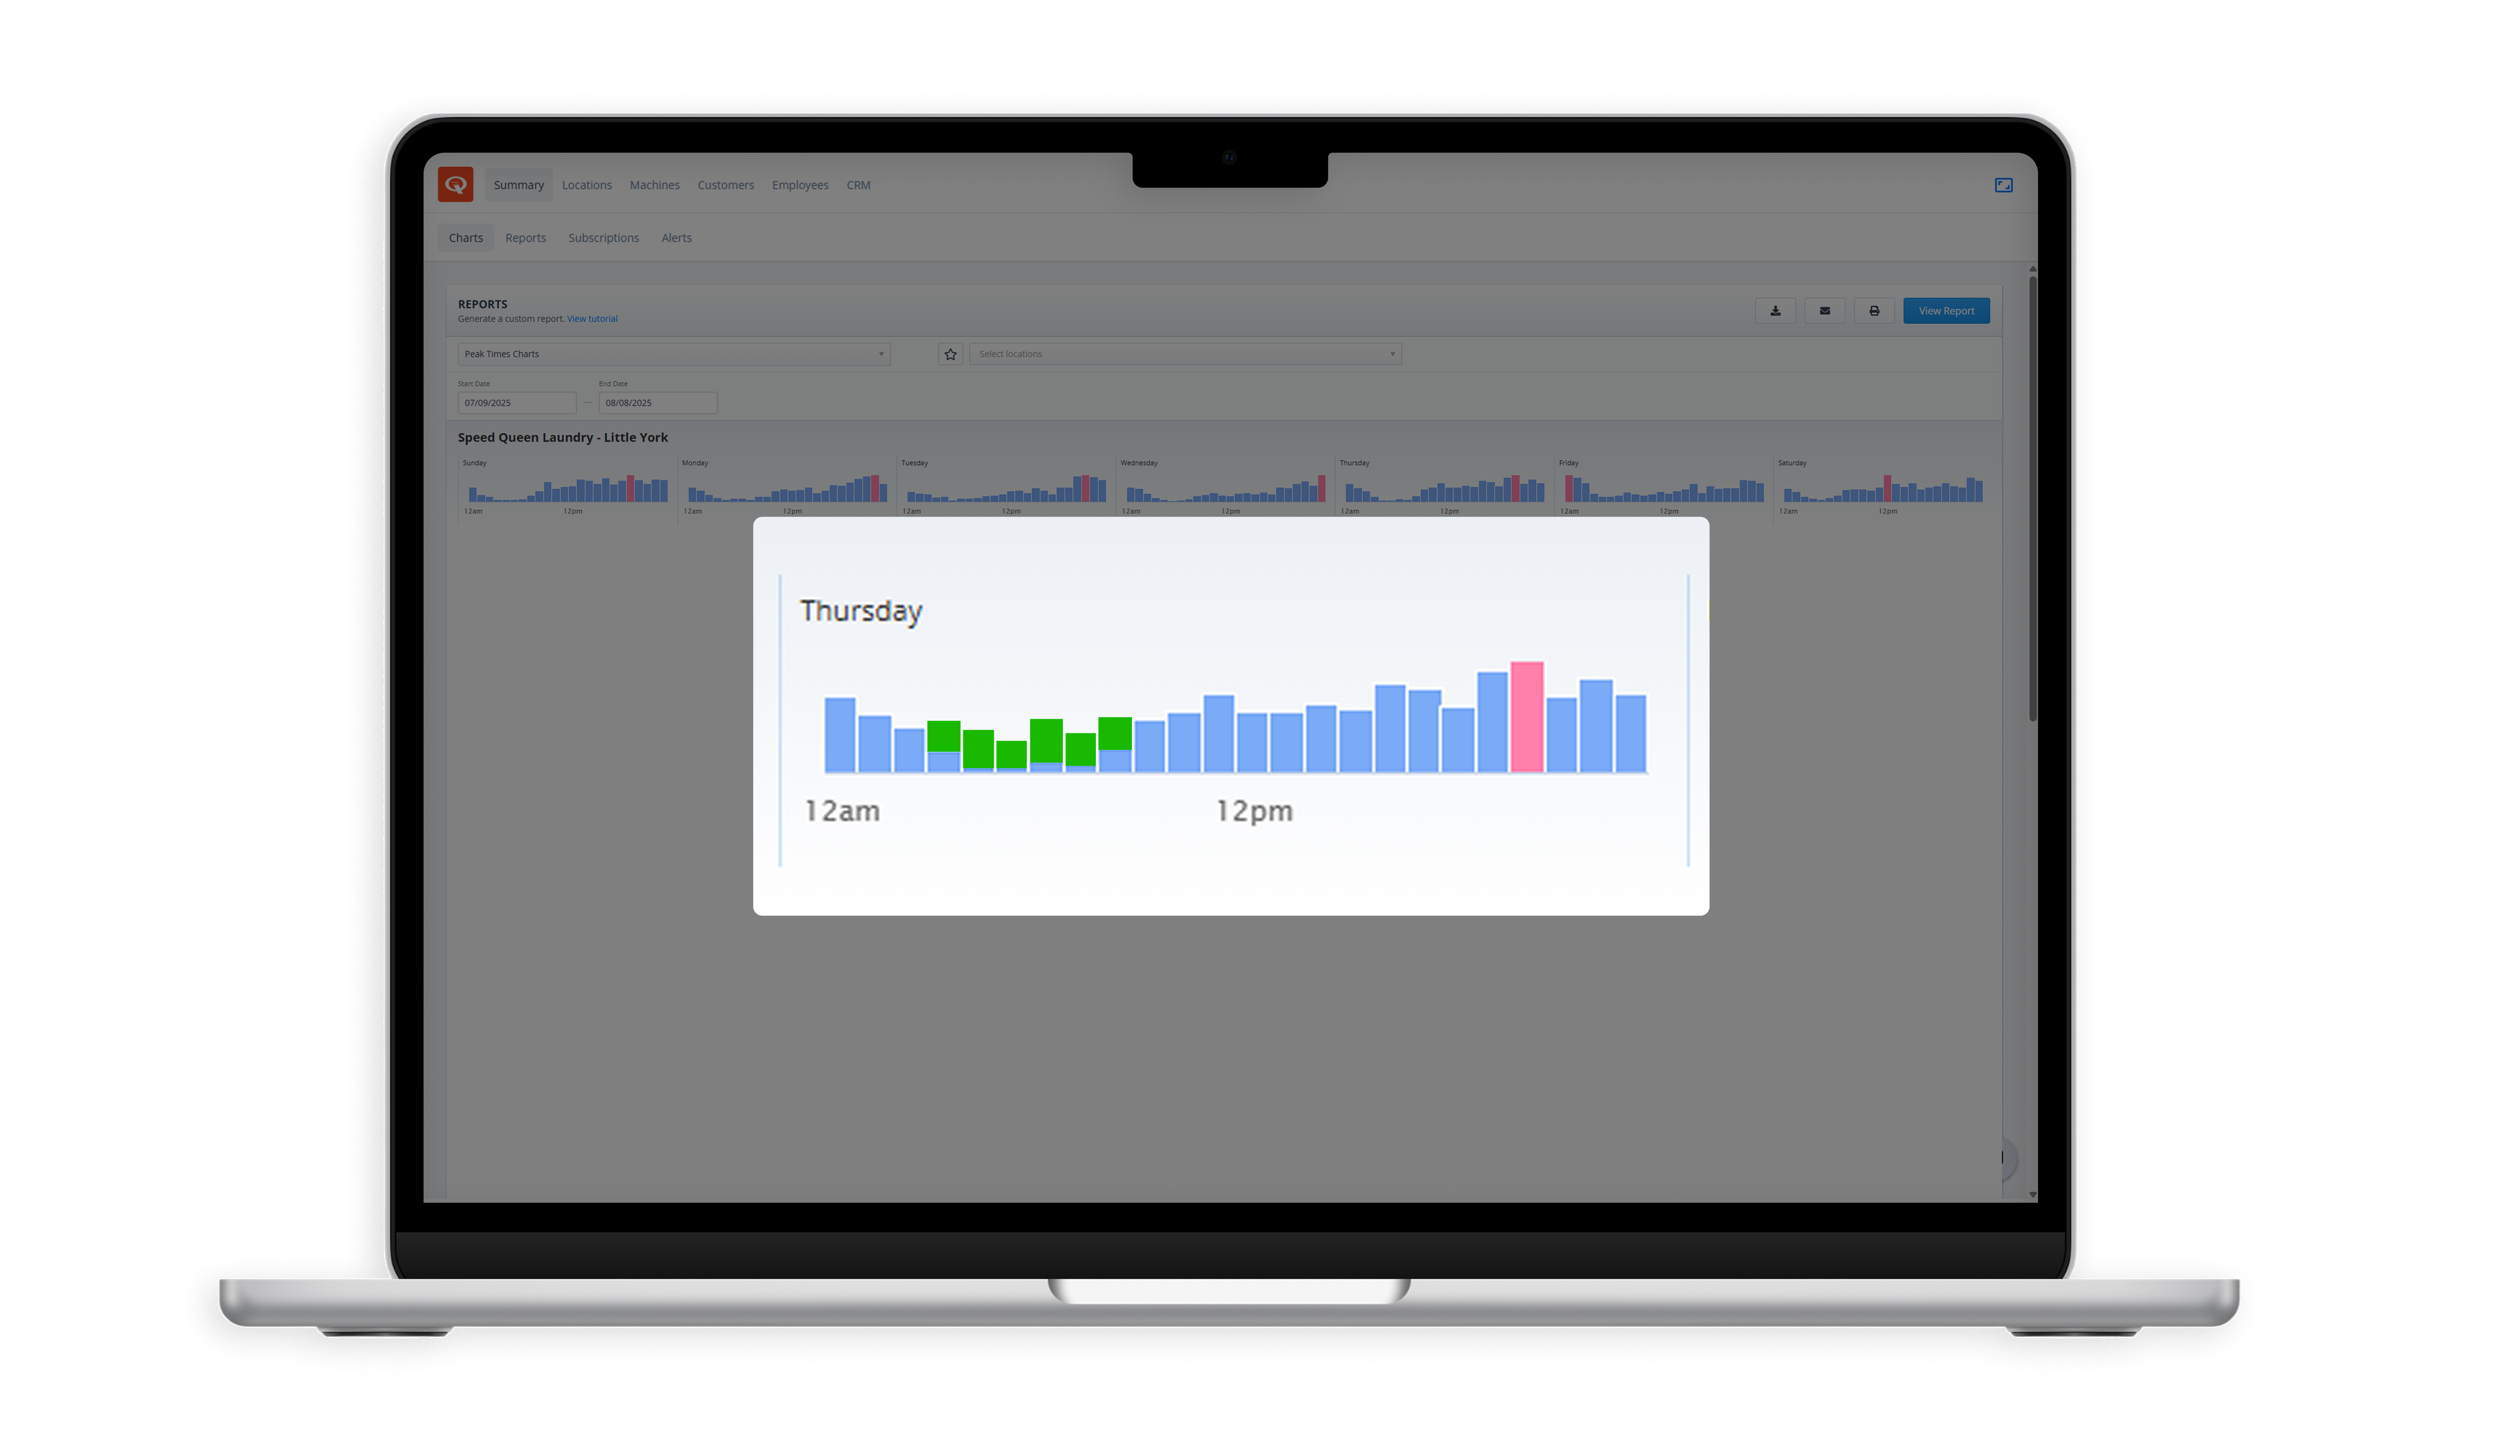 Summary Locations Machines Customers Employees CRM
Charts Reports Subscriptions Alerts
REPORTS
Generate a custom report. View tutorial
View Report
Peak Times Charts
Select locations
Start Date End Date
07/09/2025 — 08/08/2025
Speed Queen Laundry - Little York
Sunday Monday Tuesday Wednesday Thursday Friday Saturday
12am 12pm 12am 12pm 12am 12pm 12am 12pm 12am 12pm 12am 12pm 12am 12pm
Thursday
12am 12pm